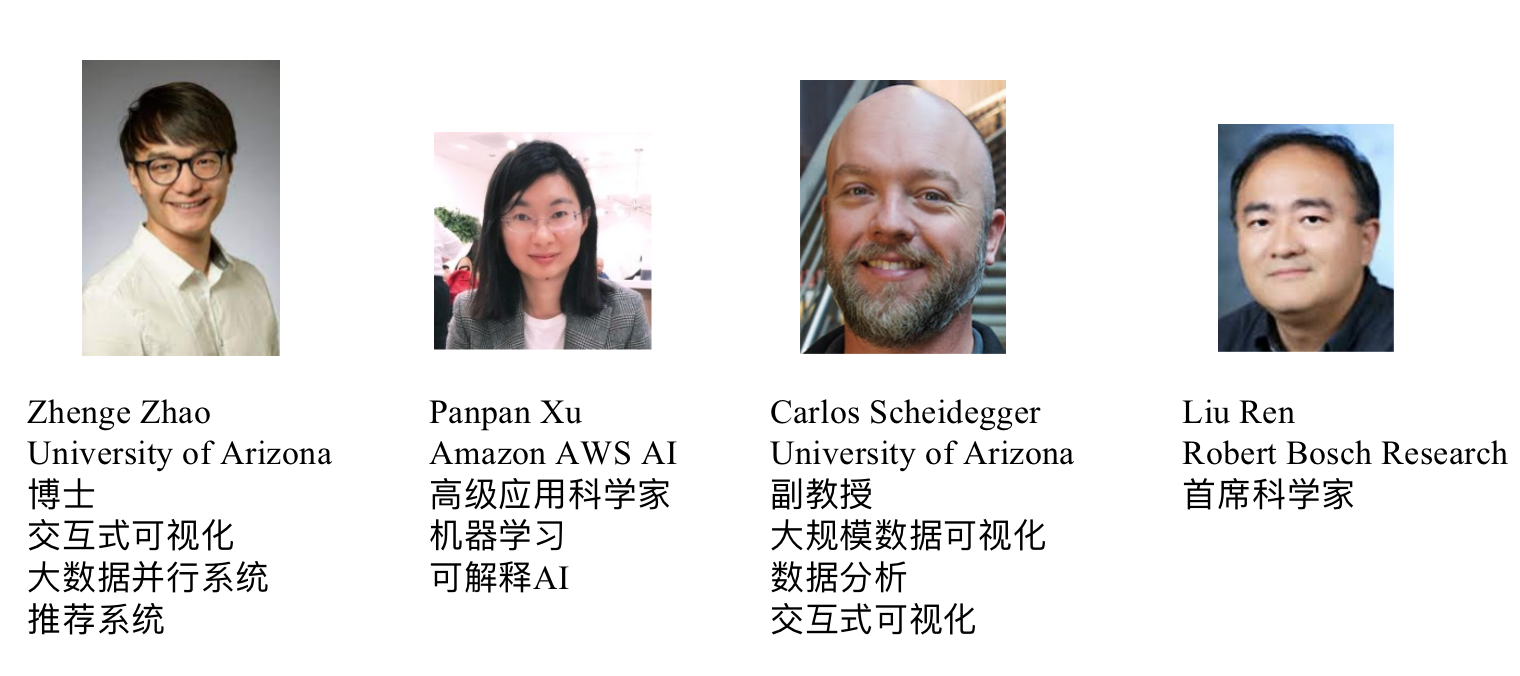 Zhenge Zhao
University of Arizona
博士
交互式可视化
大数据并行系统
推荐系统
Panpan Xu
Amazon AWS AI
高级应用科学家
机器学习
可解释AI
Carlos Scheidegger
University of Arizona
副教授
大规模数据可视化
数据分析
交互式可视化
Liu Ren
Robert Bosch Research
首席科学家